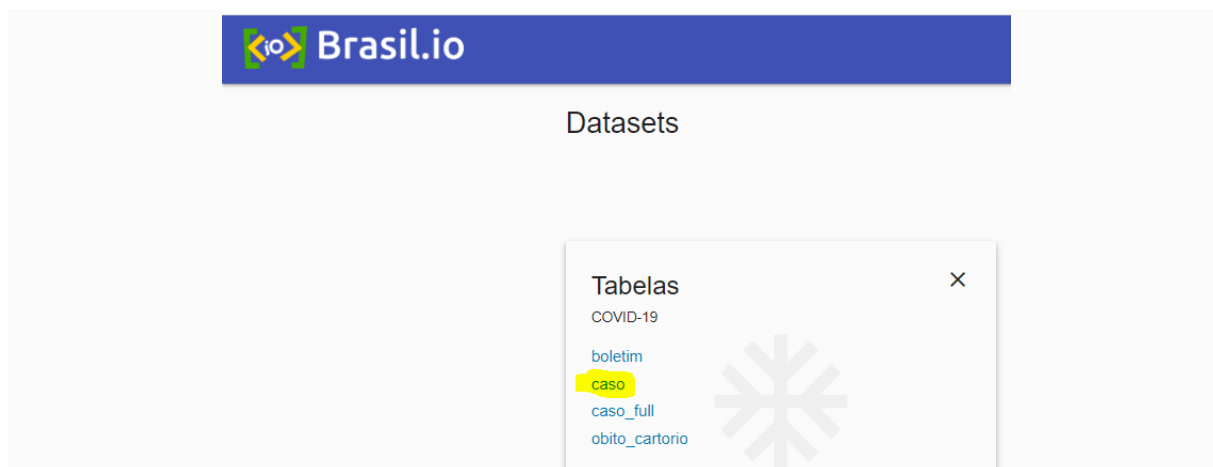 <io> Brasil.io
Datasets
Tabelas
COVID-19
boletim
caso
caso_full
obito_cartorio